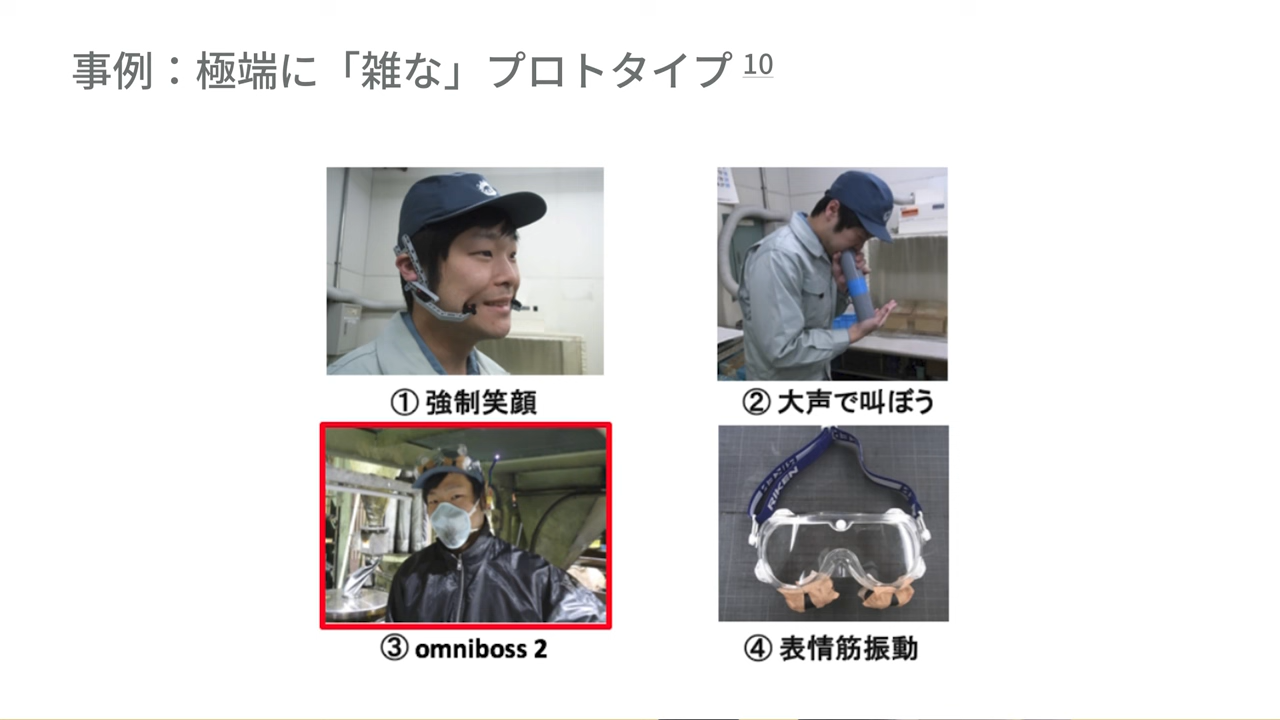 事例：極端に「雑な」プロトタイプ 10
① 強制笑顔
② 大声で叫ぼう
③ omniboss 2
RIKEN
④ 表情筋振動